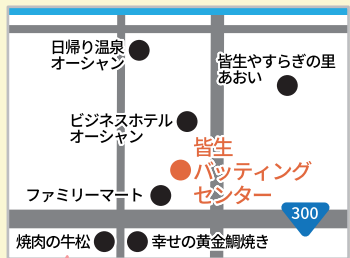 日帰り温泉
オーシャン
皆生やすらぎの里
あおい
ビジネスホテル
オーシャン
皆生
バッティング
センター
ファミリーマート
300
焼肉の牛松
幸せの黄金鯛焼き